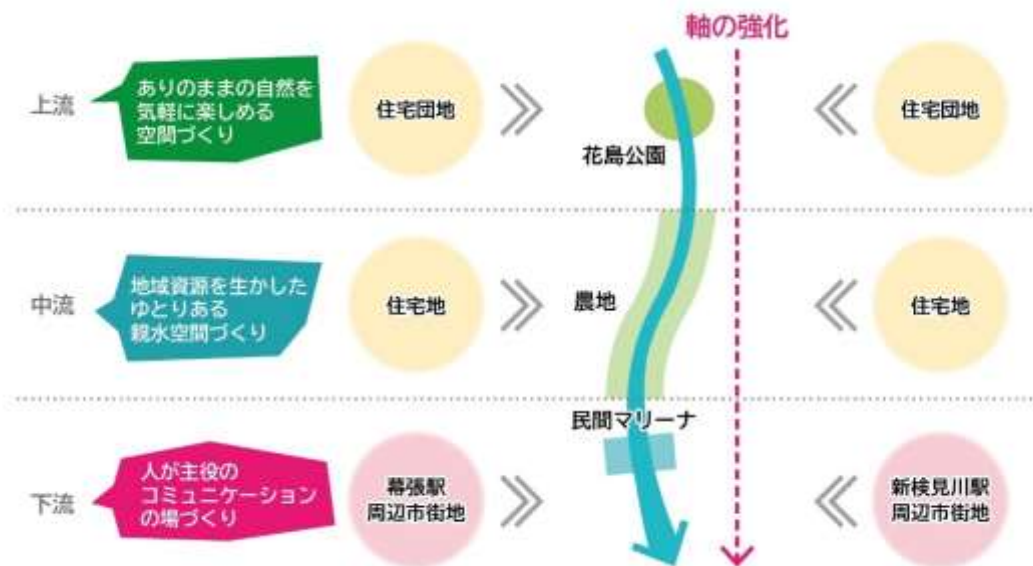 軸の強化
上流
ありのままの自然を
気軽に楽しめる
空間づくり
住宅団地
花島公園
住宅団地
中流
地域資源を生かした
ゆとりある
親水空間づくり
住宅地
農地
住宅地
民間マリーナ
下流
人が主役の
コミュニケーション
の場づくり
幕張駅
周辺市街地
新検見川駅
周辺市街地